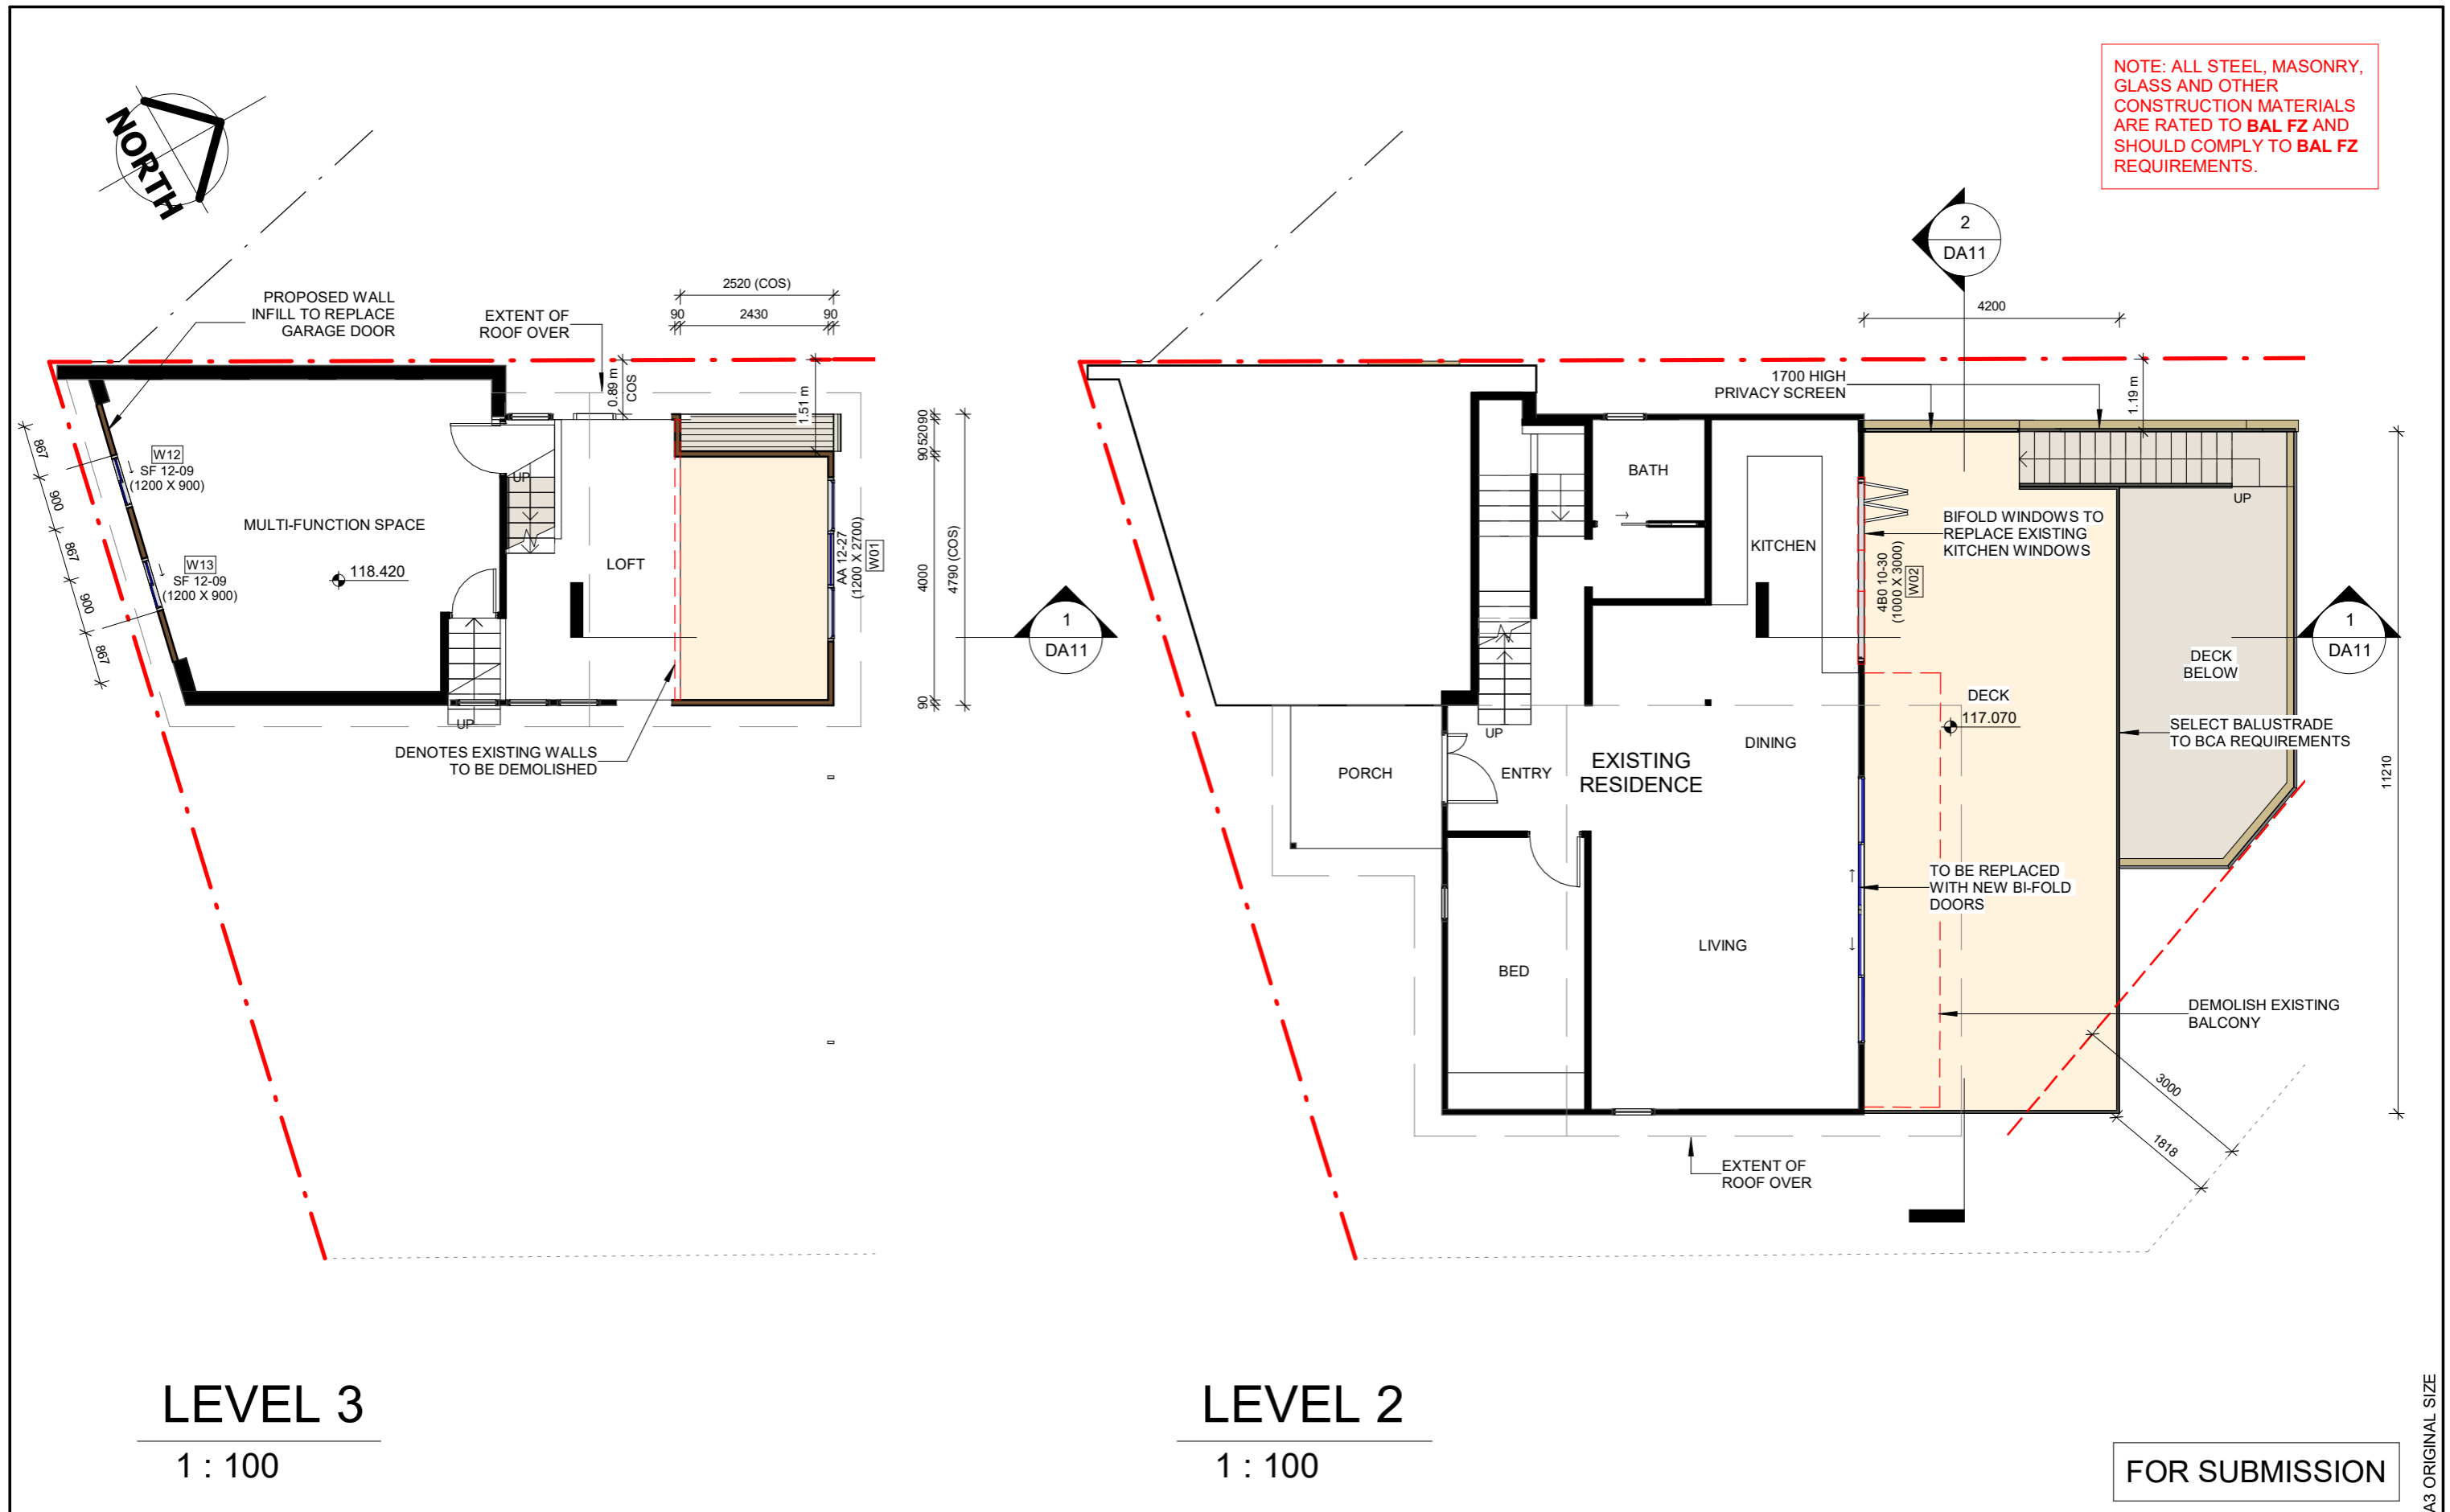 NORTH
NOTE: ALL STEEL, MASONRY,
GLASS AND OTHER
CONSTRUCTION MATERIALS
ARE RATED TO BAL FZ AND
SHOULD COMPLY TO BAL FZ
REQUIREMENTS.
PROPOSED WALL
INFILL TO REPLACE
GARAGE DOOR
EXTENT OF
ROOF OVER
2520 (COS)
90
2430
90
0.89 m
COS
1.51 m
867
900
867
900
867
W12
SF 12-09
(1200 X 900)
W13
SF 12-09
(1200 X 900)
MULTI-FUNCTION SPACE
118.420
UP
LOFT
UP
AA 12-27
(1200 X 2700)
W01
90
520
90
4000
90
4790 (COS)
DENOTES EXISTING WALLS
TO BE DEMOLISHED
1
DA11
2
DA11
4200
1700 HIGH
PRIVACY SCREEN
1.19 m
BATH
KITCHEN
UP
BIFOLD WINDOWS TO
REPLACE EXISTING
KITCHEN WINDOWS
4B0 10-30
(1000 X 3000)
W02
1
DA11
DECK
BELOW
DECK
117.070
SELECT BALUSTRADE
TO BCA REQUIREMENTS
11210
UP
PORCH
ENTRY
DINING
EXISTING
RESIDENCE
TO BE REPLACED
WITH NEW BI-FOLD
DOORS
LIVING
BED
DEMOLISH EXISTING
BALCONY
3000
1818
EXTENT OF
ROOF OVER
LEVEL 3
1 : 100
LEVEL 2
1 : 100
FOR SUBMISSION
A3 ORIGINAL SIZE